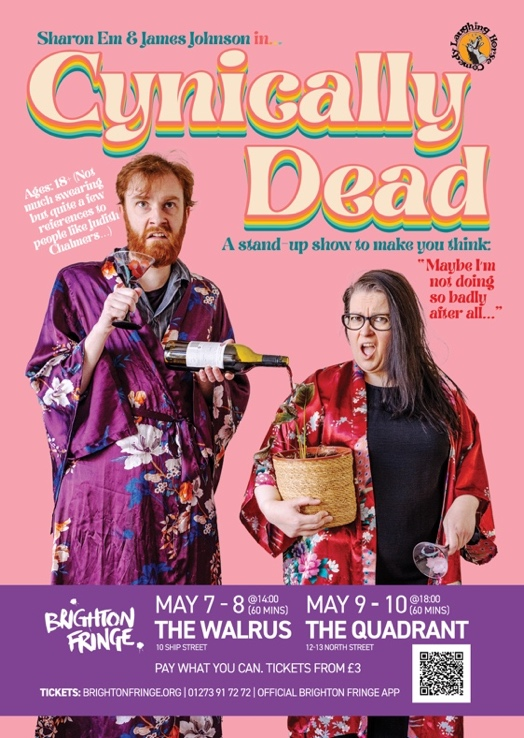 Sharon Em & James Johnson in...
Laughing Horse
Comedy
Cynically
Dead
Ages: 18+ (Not
much swearing
but quite a few
references to
people like Judith
Chalmers...)
A stand-up show to make you think:
"Maybe I'm
not doing
so badly
after all..."
BRIGHTON
FRINGE.
MAY 7 - 8 @14:00
(60 MINS)
THE WALRUS
10 SHIP STREET
MAY 9 - 10 @18:00
(60 MINS)
THE QUADRANT
12-13 NORTH STREET
PAY WHAT YOU CAN. TICKETS FROM £3
TICKETS: BRIGHTONFRINGE.ORG | 01273 91 72 72 | OFFICIAL BRIGHTON FRINGE APP